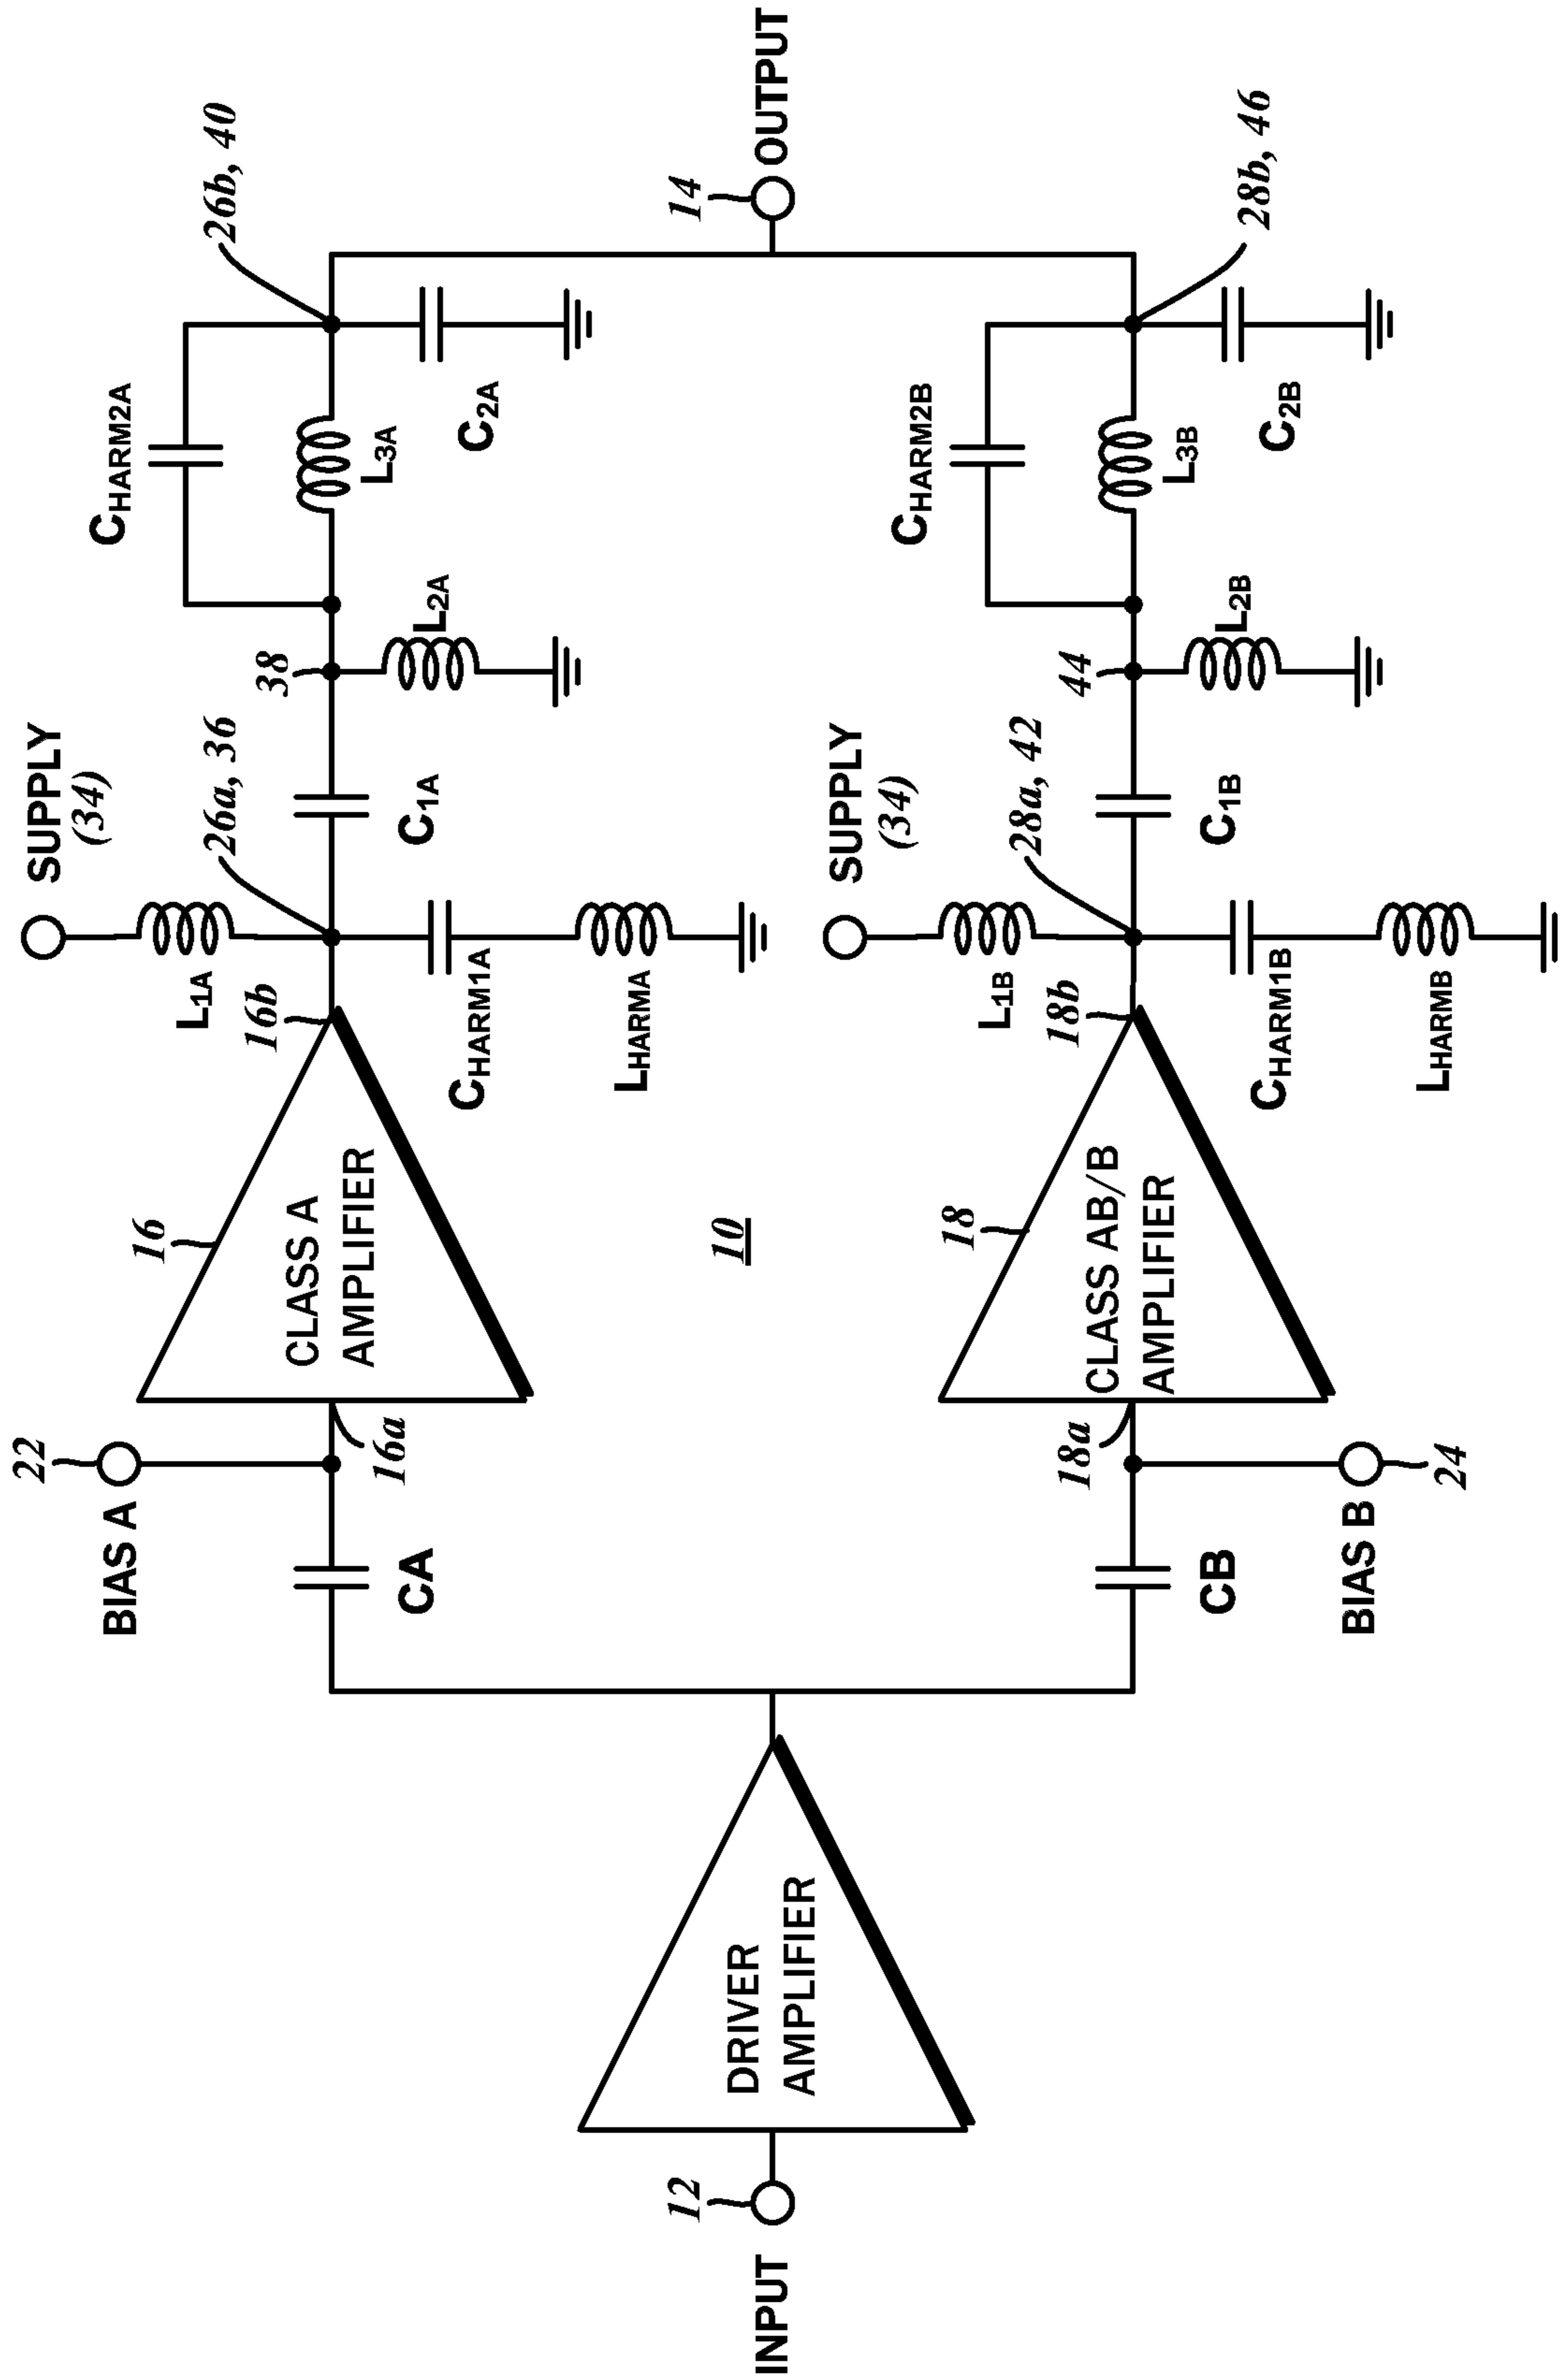 SUPPLY
(34)
22
BIAS A
CA
16a
16
CLASS A
AMPLIFIER
16b
L1A
26a, 36
CHARM1A
LHARMA
C1A
38
L2A
CHARM2A
L3A
26b, 40
C2A
INPUT
12
DRIVER
AMPLIFIER
10
14
OUTPUT
SUPPLY
(34)
CB
18a
BIAS B
24
18
CLASS AB/B
AMPLIFIER
18b
L1B
28a, 42
CHARM1B
LHARMB
C1B
44
L2B
CHARM2B
L3B
28b, 46
C2B